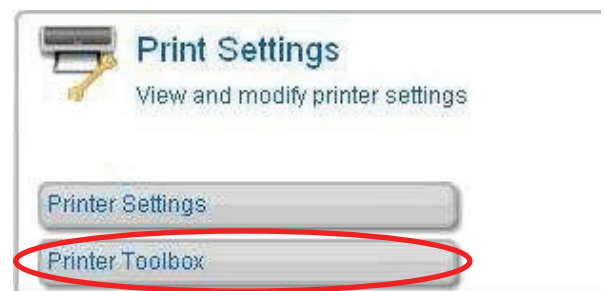 Print Settings
View and modify printer settings
Printer Settings
Printer Toolbox